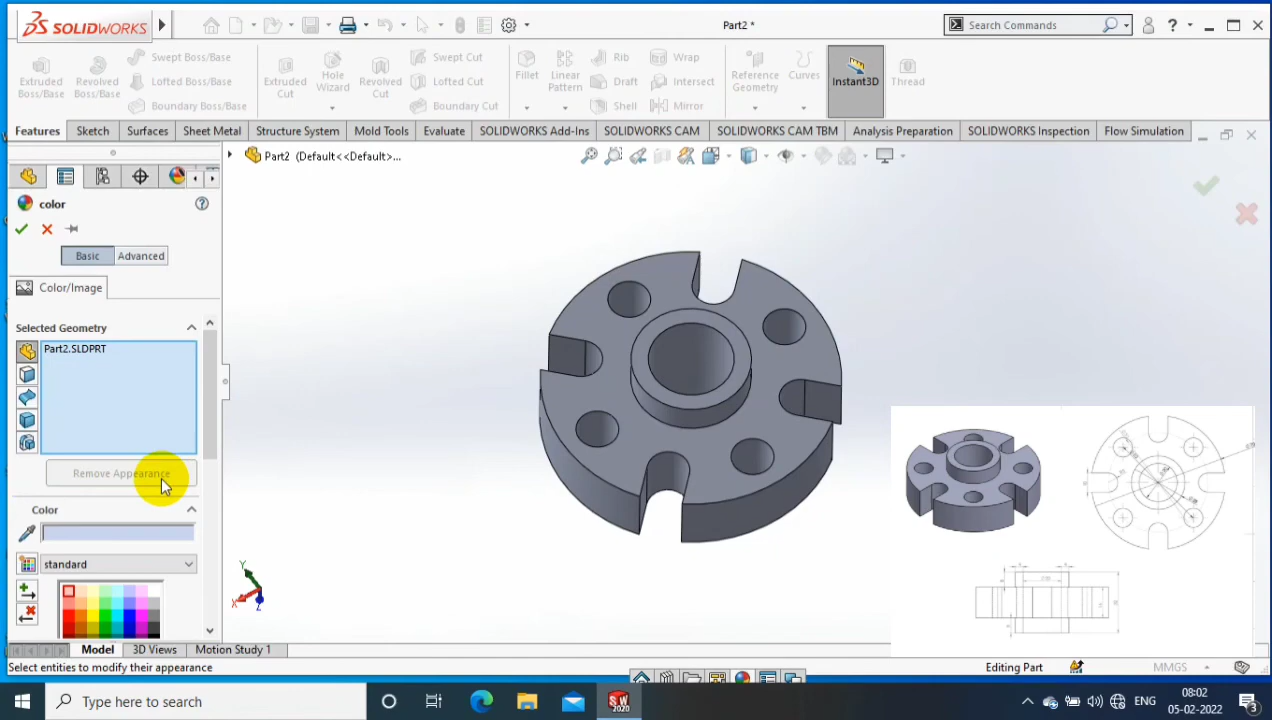 SOLIDWORKS
Part2 *
Search Commands
?
Extruded Boss/Base
Revolved Boss/Base
Swept Boss/Base
Lofted Boss/Base
Boundary Boss/Base
Extruded Cut
Hole Wizard
Revolved Cut
Swept Cut
Lofted Cut
Boundary Cut
Fillet
Linear Pattern
Rib
Draft
Shell
Wrap
Intersect
Mirror
Reference Geometry
Curves
Instant3D
Thread
Features
Sketch
Surfaces
Sheet Metal
Structure System
Mold Tools
Evaluate
SOLIDWORKS Add-Ins
SOLIDWORKS CAM
SOLIDWORKS CAM TBM
Analysis Preparation
SOLIDWORKS Inspection
Flow Simulation
Part2 (Default<<Default>...
color
?
Basic
Advanced
Color/Image
Selected Geometry
Part2.SLDPRT
Remove Appearance
Color
standard
Y
X
Z
Model
3D Views
Motion Study 1
Select entities to modify their appearance
Editing Part
MMGS
Type here to search
SW
2020
ENG
08:02
05-02-2022
3